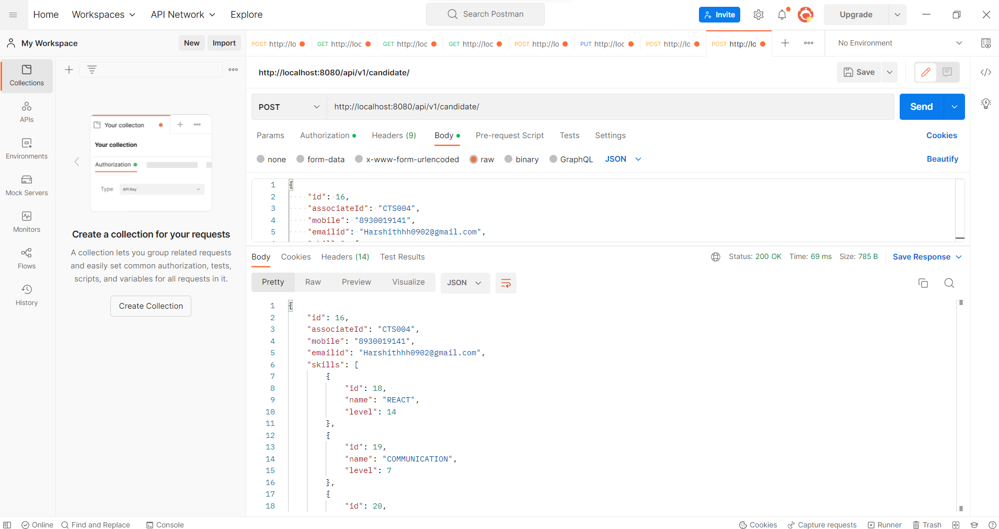 Home Workspaces API Network Explore Search Postman Invite Upgrade
My Workspace New Import POST http://lo GET http://loc GET http://loc GET http://loc POST http://lo PUT http://loc POST http://lo POST http://lo No Environment
Collections
APIs
Environments
Mock Servers
Monitors
Flows
History
Your collecton
Your collection
Authorization
Type API Key
Create a collection for your requests
A collection lets you group related requests
and easily set common authorization, tests,
scripts, and variables for all requests in it.
Create Collection
http://localhost:8080/api/v1/candidate/ Save
POST http://localhost:8080/api/v1/candidate/ Send
Params Authorization Headers (9) Body Pre-request Script Tests Settings Cookies
none form-data x-www-form-urlencoded raw binary GraphQL JSON Beautify
1 {
2 "id": 16,
3 "associateId": "CTS004",
4 "mobile": "8930019141",
5 "emailid": "Harshithhh0902@gmail.com",
Body Cookies Headers (14) Test Results Status: 200 OK Time: 69 ms Size: 785 B Save Response
Pretty Raw Preview Visualize JSON
1 {
2 "id": 16,
3 "associateId": "CTS004",
4 "mobile": "8930019141",
5 "emailid": "Harshithhh0902@gmail.com",
6 "skills": [
7 {
8 "id": 18,
9 "name": "REACT",
10 "level": 14
11 },
12 {
13 "id": 19,
14 "name": "COMMUNICATION",
15 "level": 7
16 },
17 {
18 "id": 20,
Online Find and Replace Console Cookies Capture requests Runner Trash